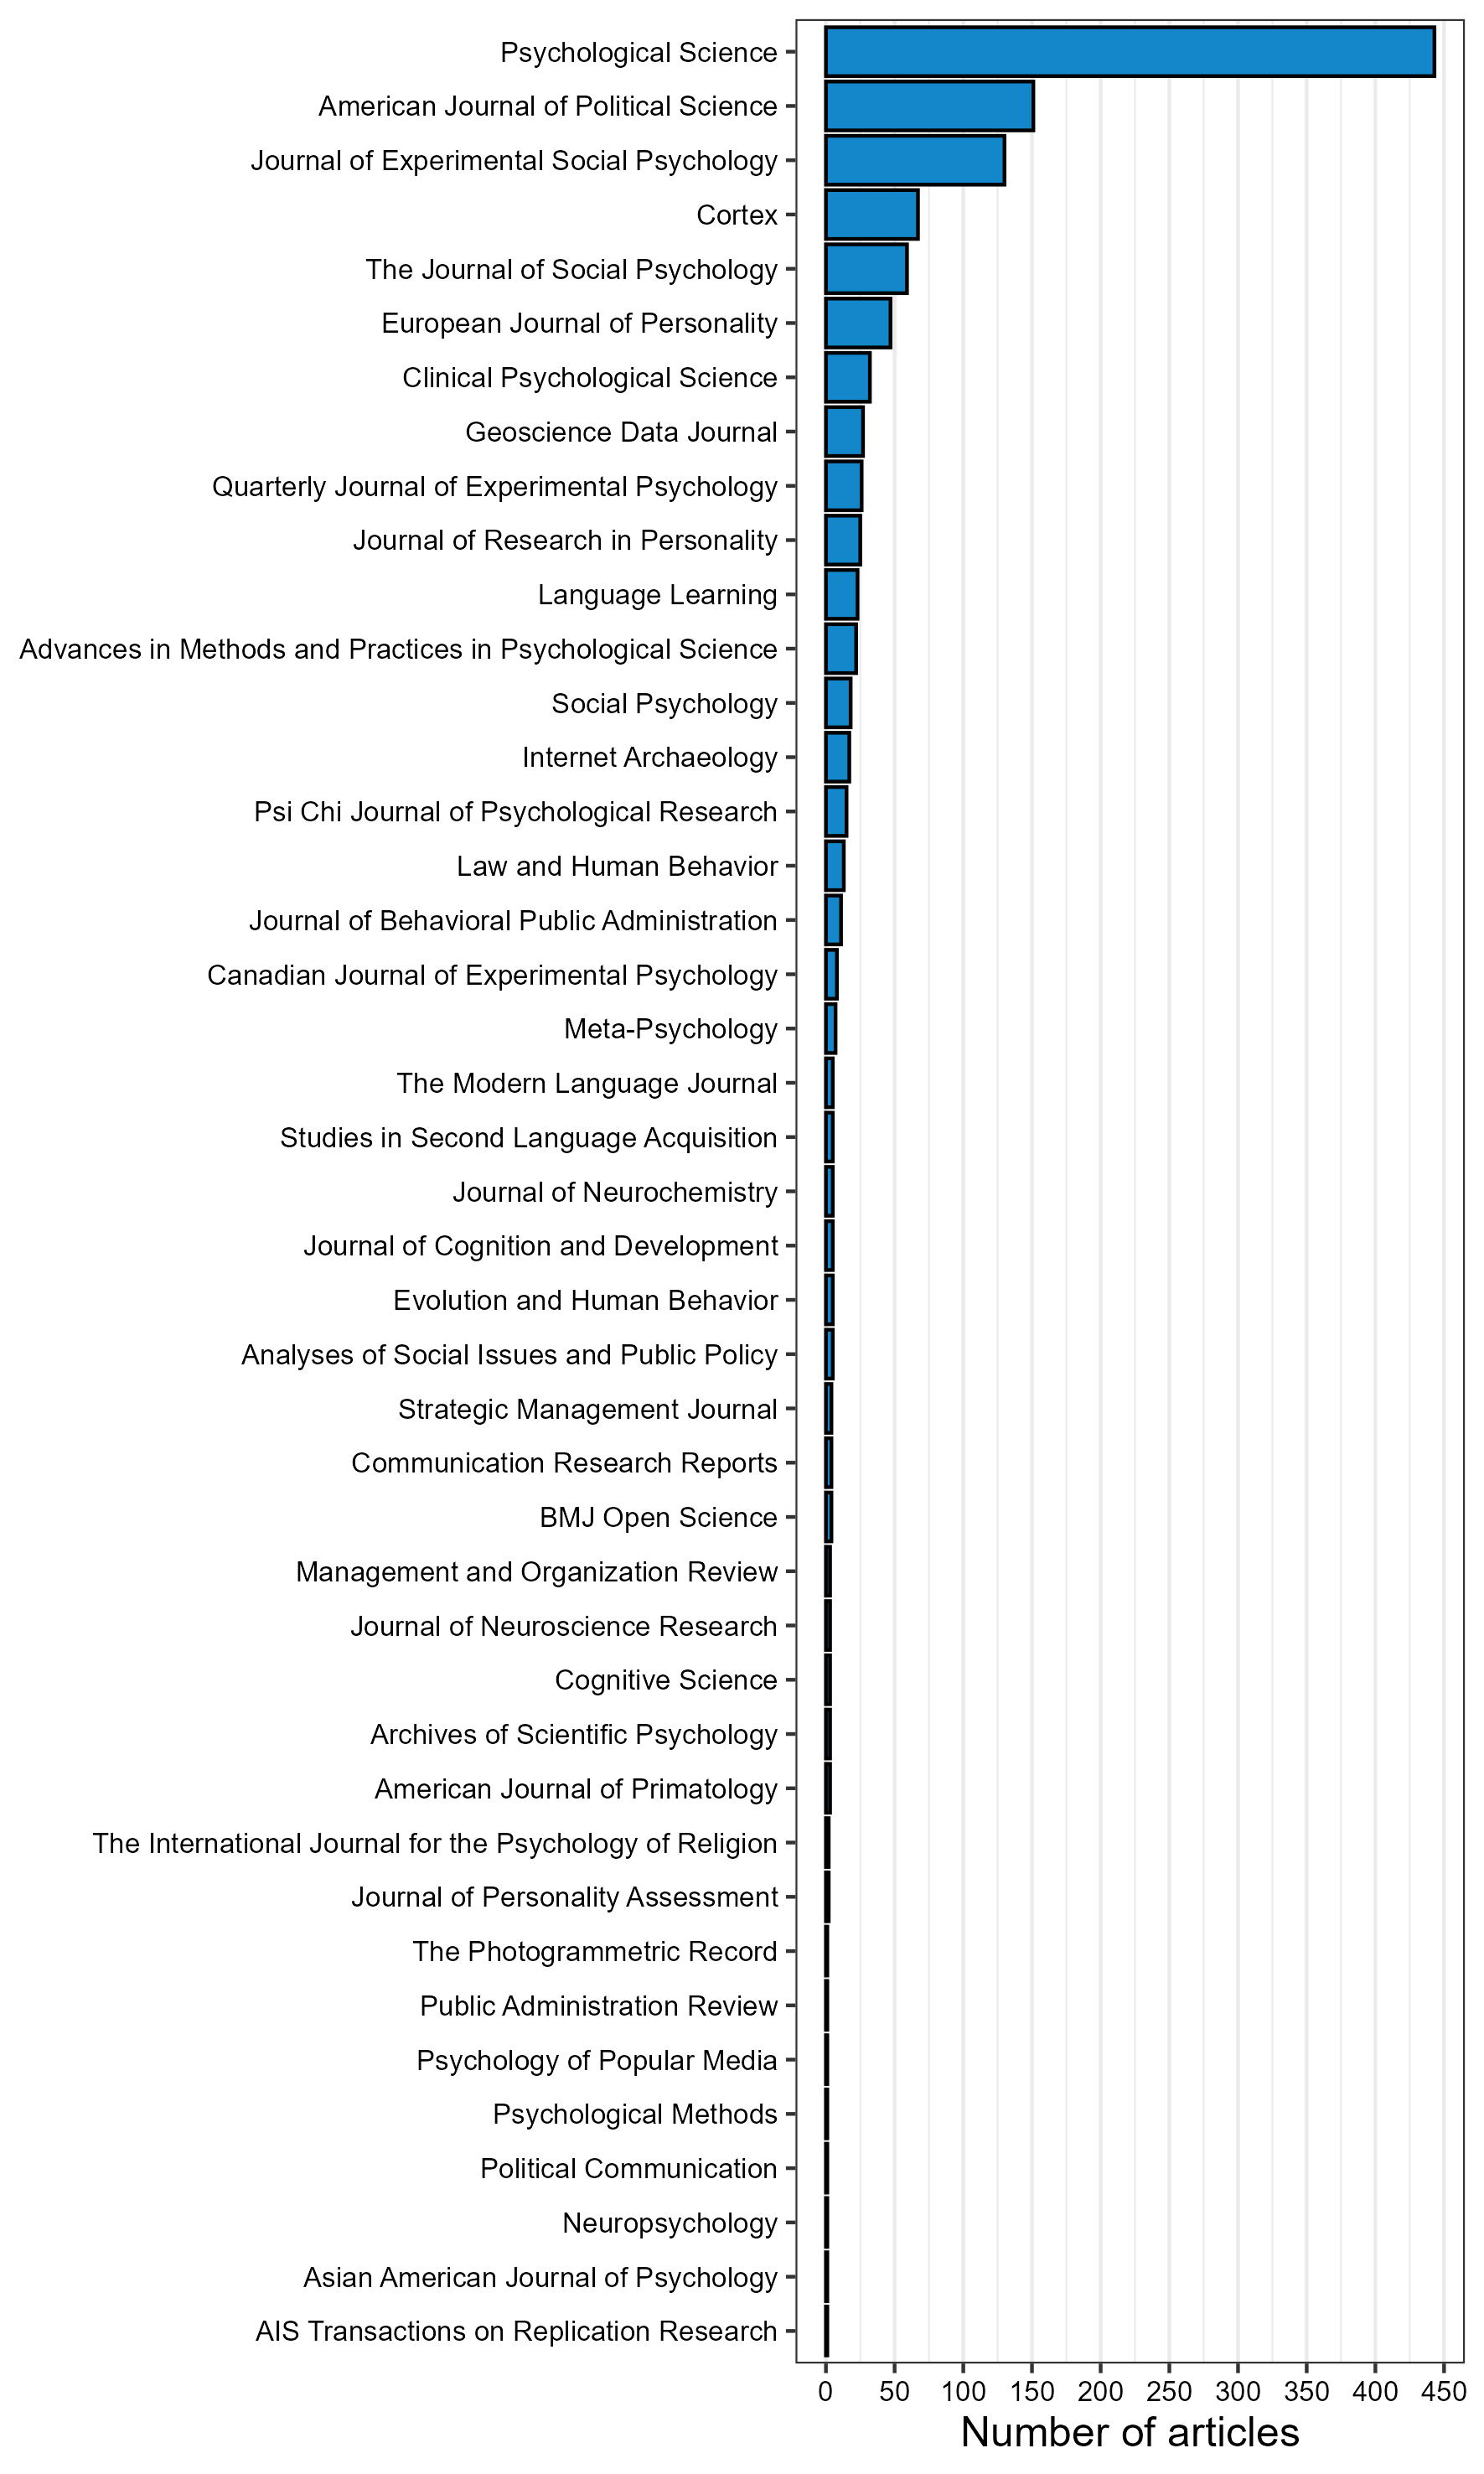 Psychological Science
American Journal of Political Science
Journal of Experimental Social Psychology
Cortex
The Journal of Social Psychology
European Journal of Personality
Clinical Psychological Science
Geoscience Data Journal
Quarterly Journal of Experimental Psychology
Journal of Research in Personality
Language Learning
Advances in Methods and Practices in Psychological Science
Social Psychology
Internet Archaeology
Psi Chi Journal of Psychological Research
Law and Human Behavior
Journal of Behavioral Public Administration
Canadian Journal of Experimental Psychology
Meta-Psychology
The Modern Language Journal
Studies in Second Language Acquisition
Journal of Neurochemistry
Journal of Cognition and Development
Evolution and Human Behavior
Analyses of Social Issues and Public Policy
Strategic Management Journal
Communication Research Reports
BMJ Open Science
Management and Organization Review
Journal of Neuroscience Research
Cognitive Science
Archives of Scientific Psychology
American Journal of Primatology
The International Journal for the Psychology of Religion
Journal of Personality Assessment
The Photogrammetric Record
Public Administration Review
Psychology of Popular Media
Psychological Methods
Political Communication
Neuropsychology
Asian American Journal of Psychology
AIS Transactions on Replication Research
0 50 100 150 200 250 300 350 400 450
Number of articles